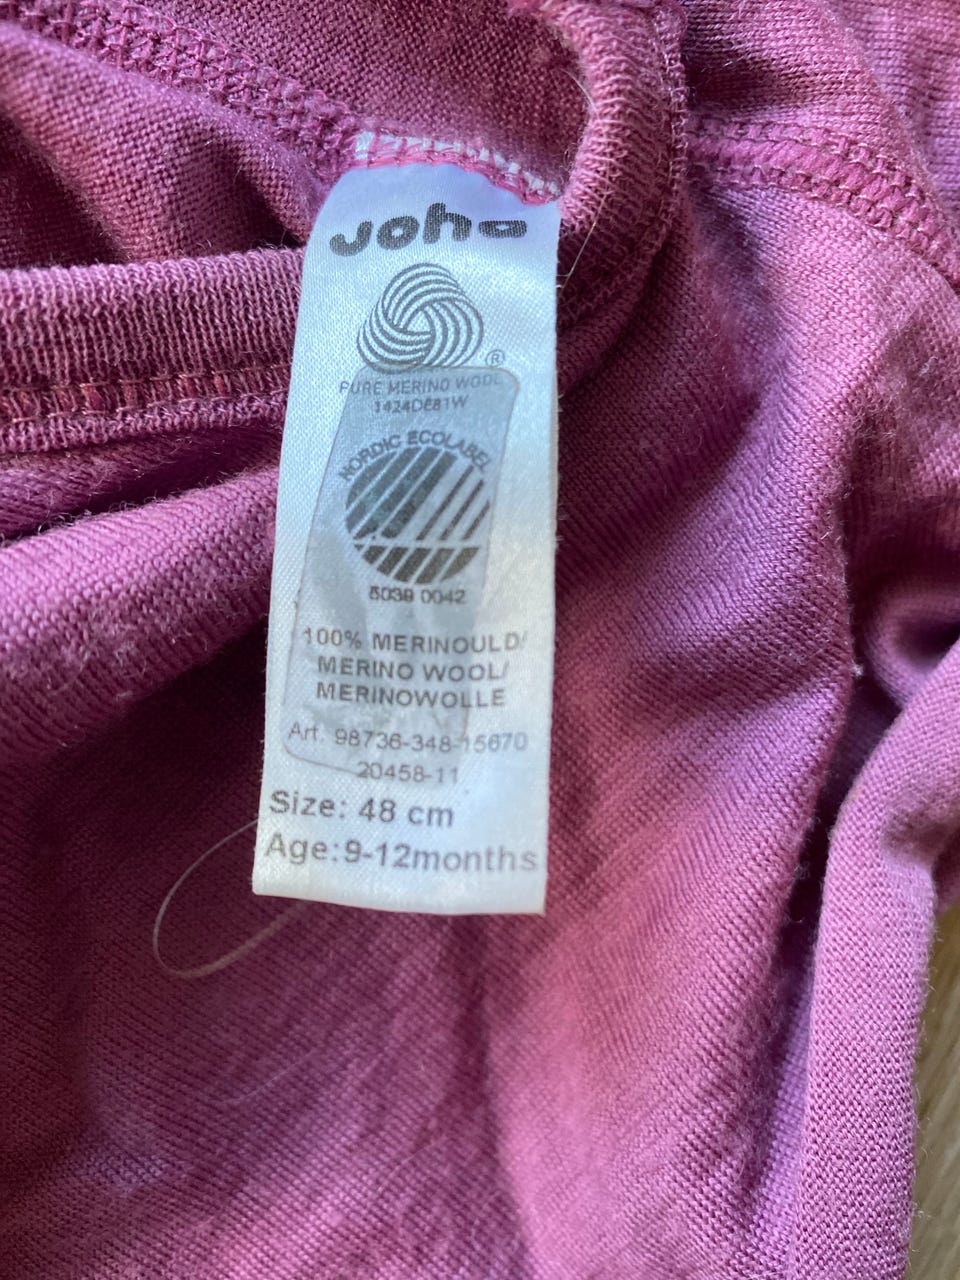 Joha
®
PURE MERINO WOOL
1424DE81W
NORDIC ECOLABEL
5039 0042
100% MERINOULD/
MERINO WOOL/
MERINOWOLLE
Art. 98736-348-15670
20458-11
Size: 48 cm
Age:9-12months